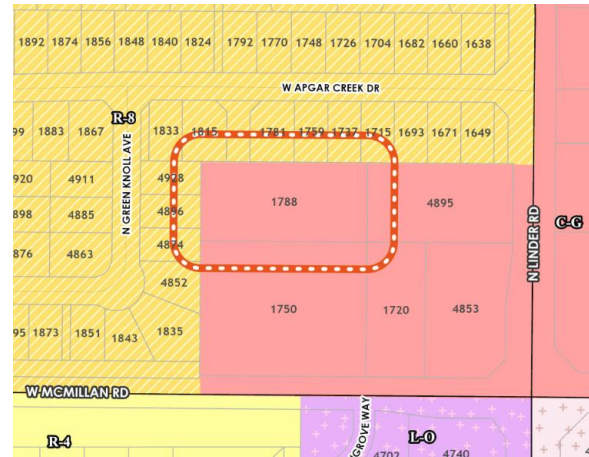 1892 1874 1856 1848 1840 1824 1792 1770 1748 1726 1704 1682 1660 1638
W APGAR CREEK DR
R-8
99 1883 1867 1833 1815 1781 1759 1737 1715 1693 1671 1649
N GREEN KNOLL AVE
920 4911 4928
1788 4895
898 4885 4896
N LINDER RD
C-G
876 4863 4874
4852
1750 1720 4853
95 1873 1851 1843 1835
W MCMILLAN RD
R-4
GROVE WAY
L-O
4702 4740